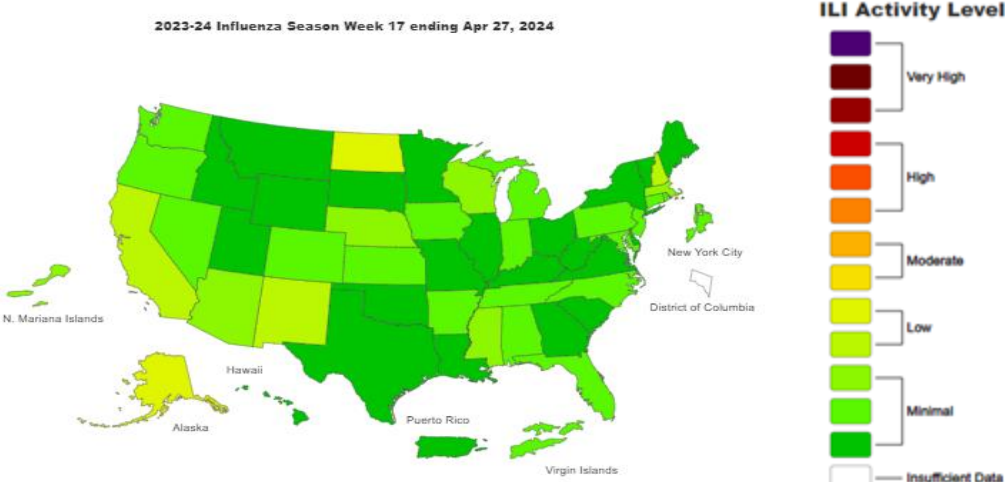 ILI Activity Level
2023-24 Influenza Season Week 17 ending Apr 27, 2024
Very High
High
New York City
Moderate
District of Columbia
N. Mariana Islands
Low
Hawaii
Alaska
Puerto Rico
Minimal
Virgin Islands
Insufficient Data